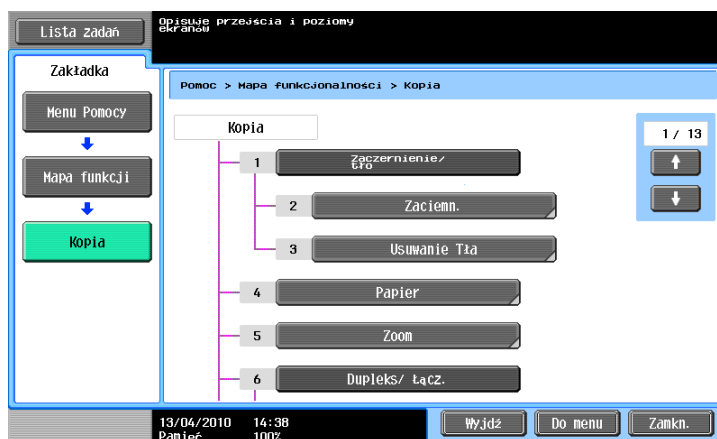 Lista zadań
Opisuje przejścia i poziomy
ekranów
Zakładka
Menu Pomocy
Mapa funkcji
Kopia
Pomoc > Mapa funkcjonalności > Kopia
Kopia
1 Zaczernienie/
tło
2 Zaciemn.
3 Usuwanie Tła
4 Papier
5 Zoom
6 Dupleks/ Łącz.
1/ 13
13/04/2010 14:38
Pamięć 100%
Wyjdź
Do menu
Zamkn.